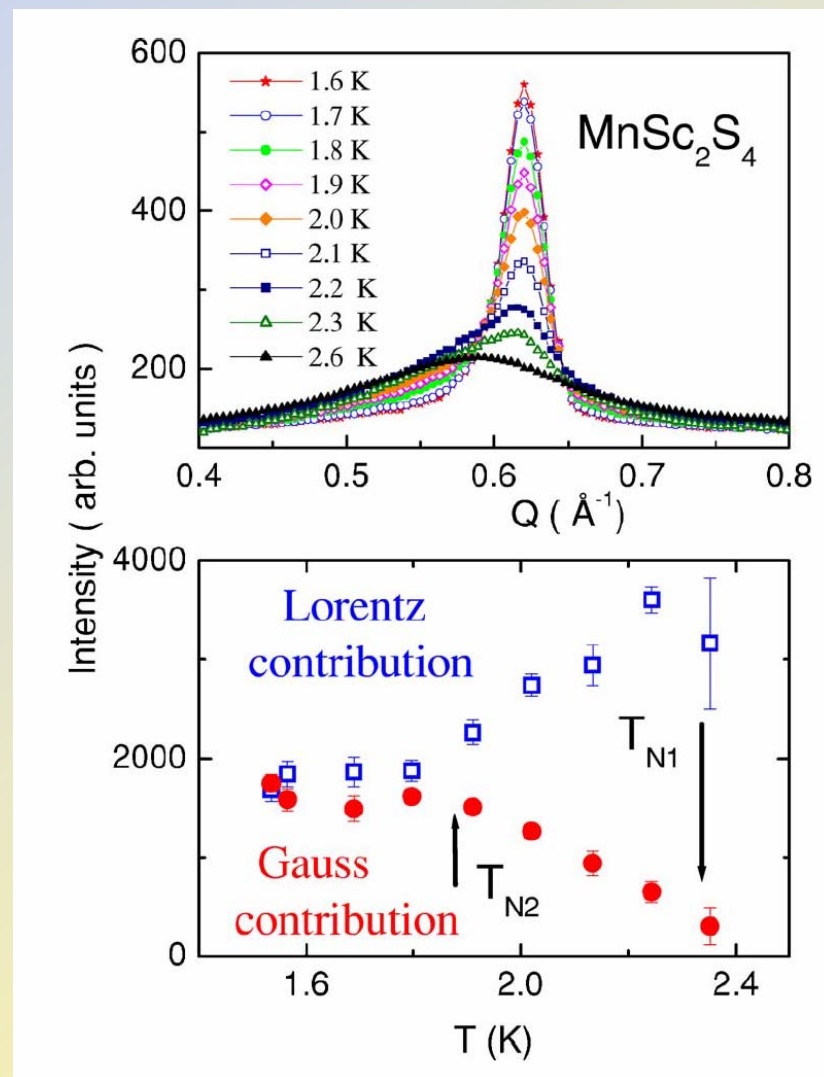 600
400
200
1.6 K
1.7 K
1.8 K
1.9 K
2.0 K
2.1 K
2.2 K
2.3 K
2.6 K
MnSc₂S₄
0.4 0.5 0.6 0.7 0.8
Q ( Å⁻¹)
Intensity ( arb. units )
4000
2000
0
Lorentz
contribution
T_N1
Gauss
contribution
T_N2
1.6 2.0 2.4
T (K)